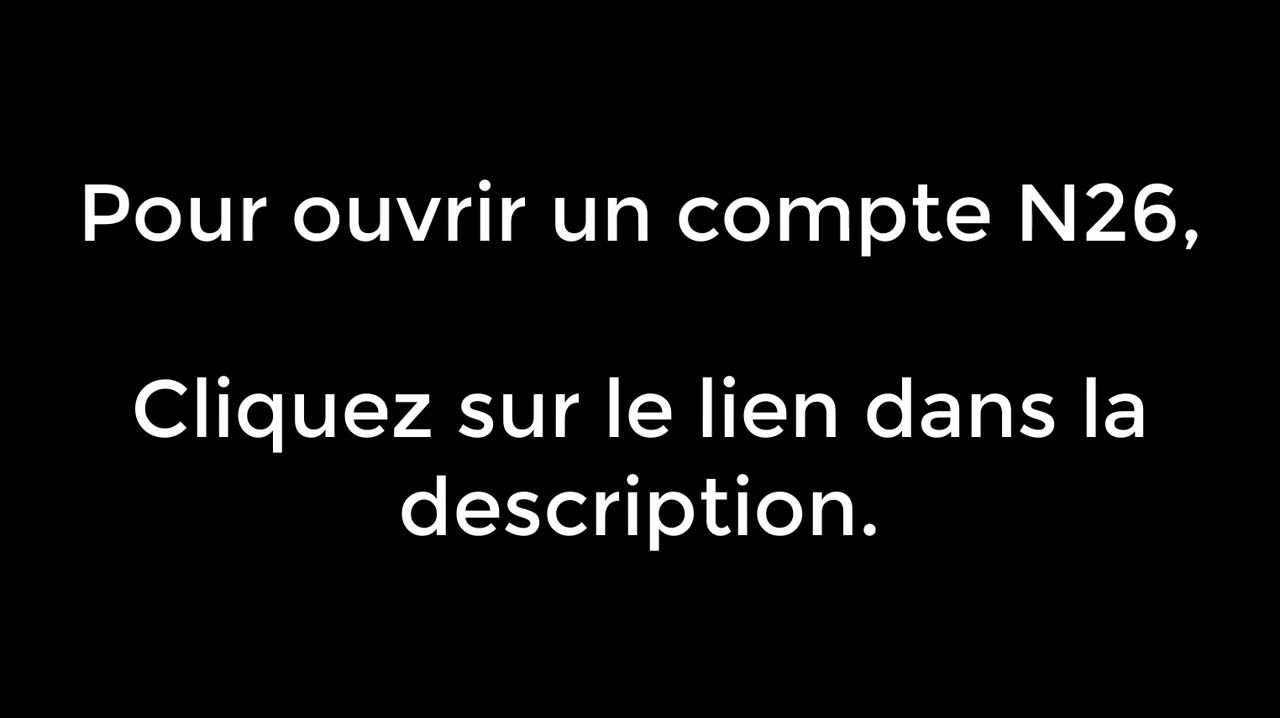 Pour ouvrir un compte N26,
Cliquez sur le lien dans la
description.